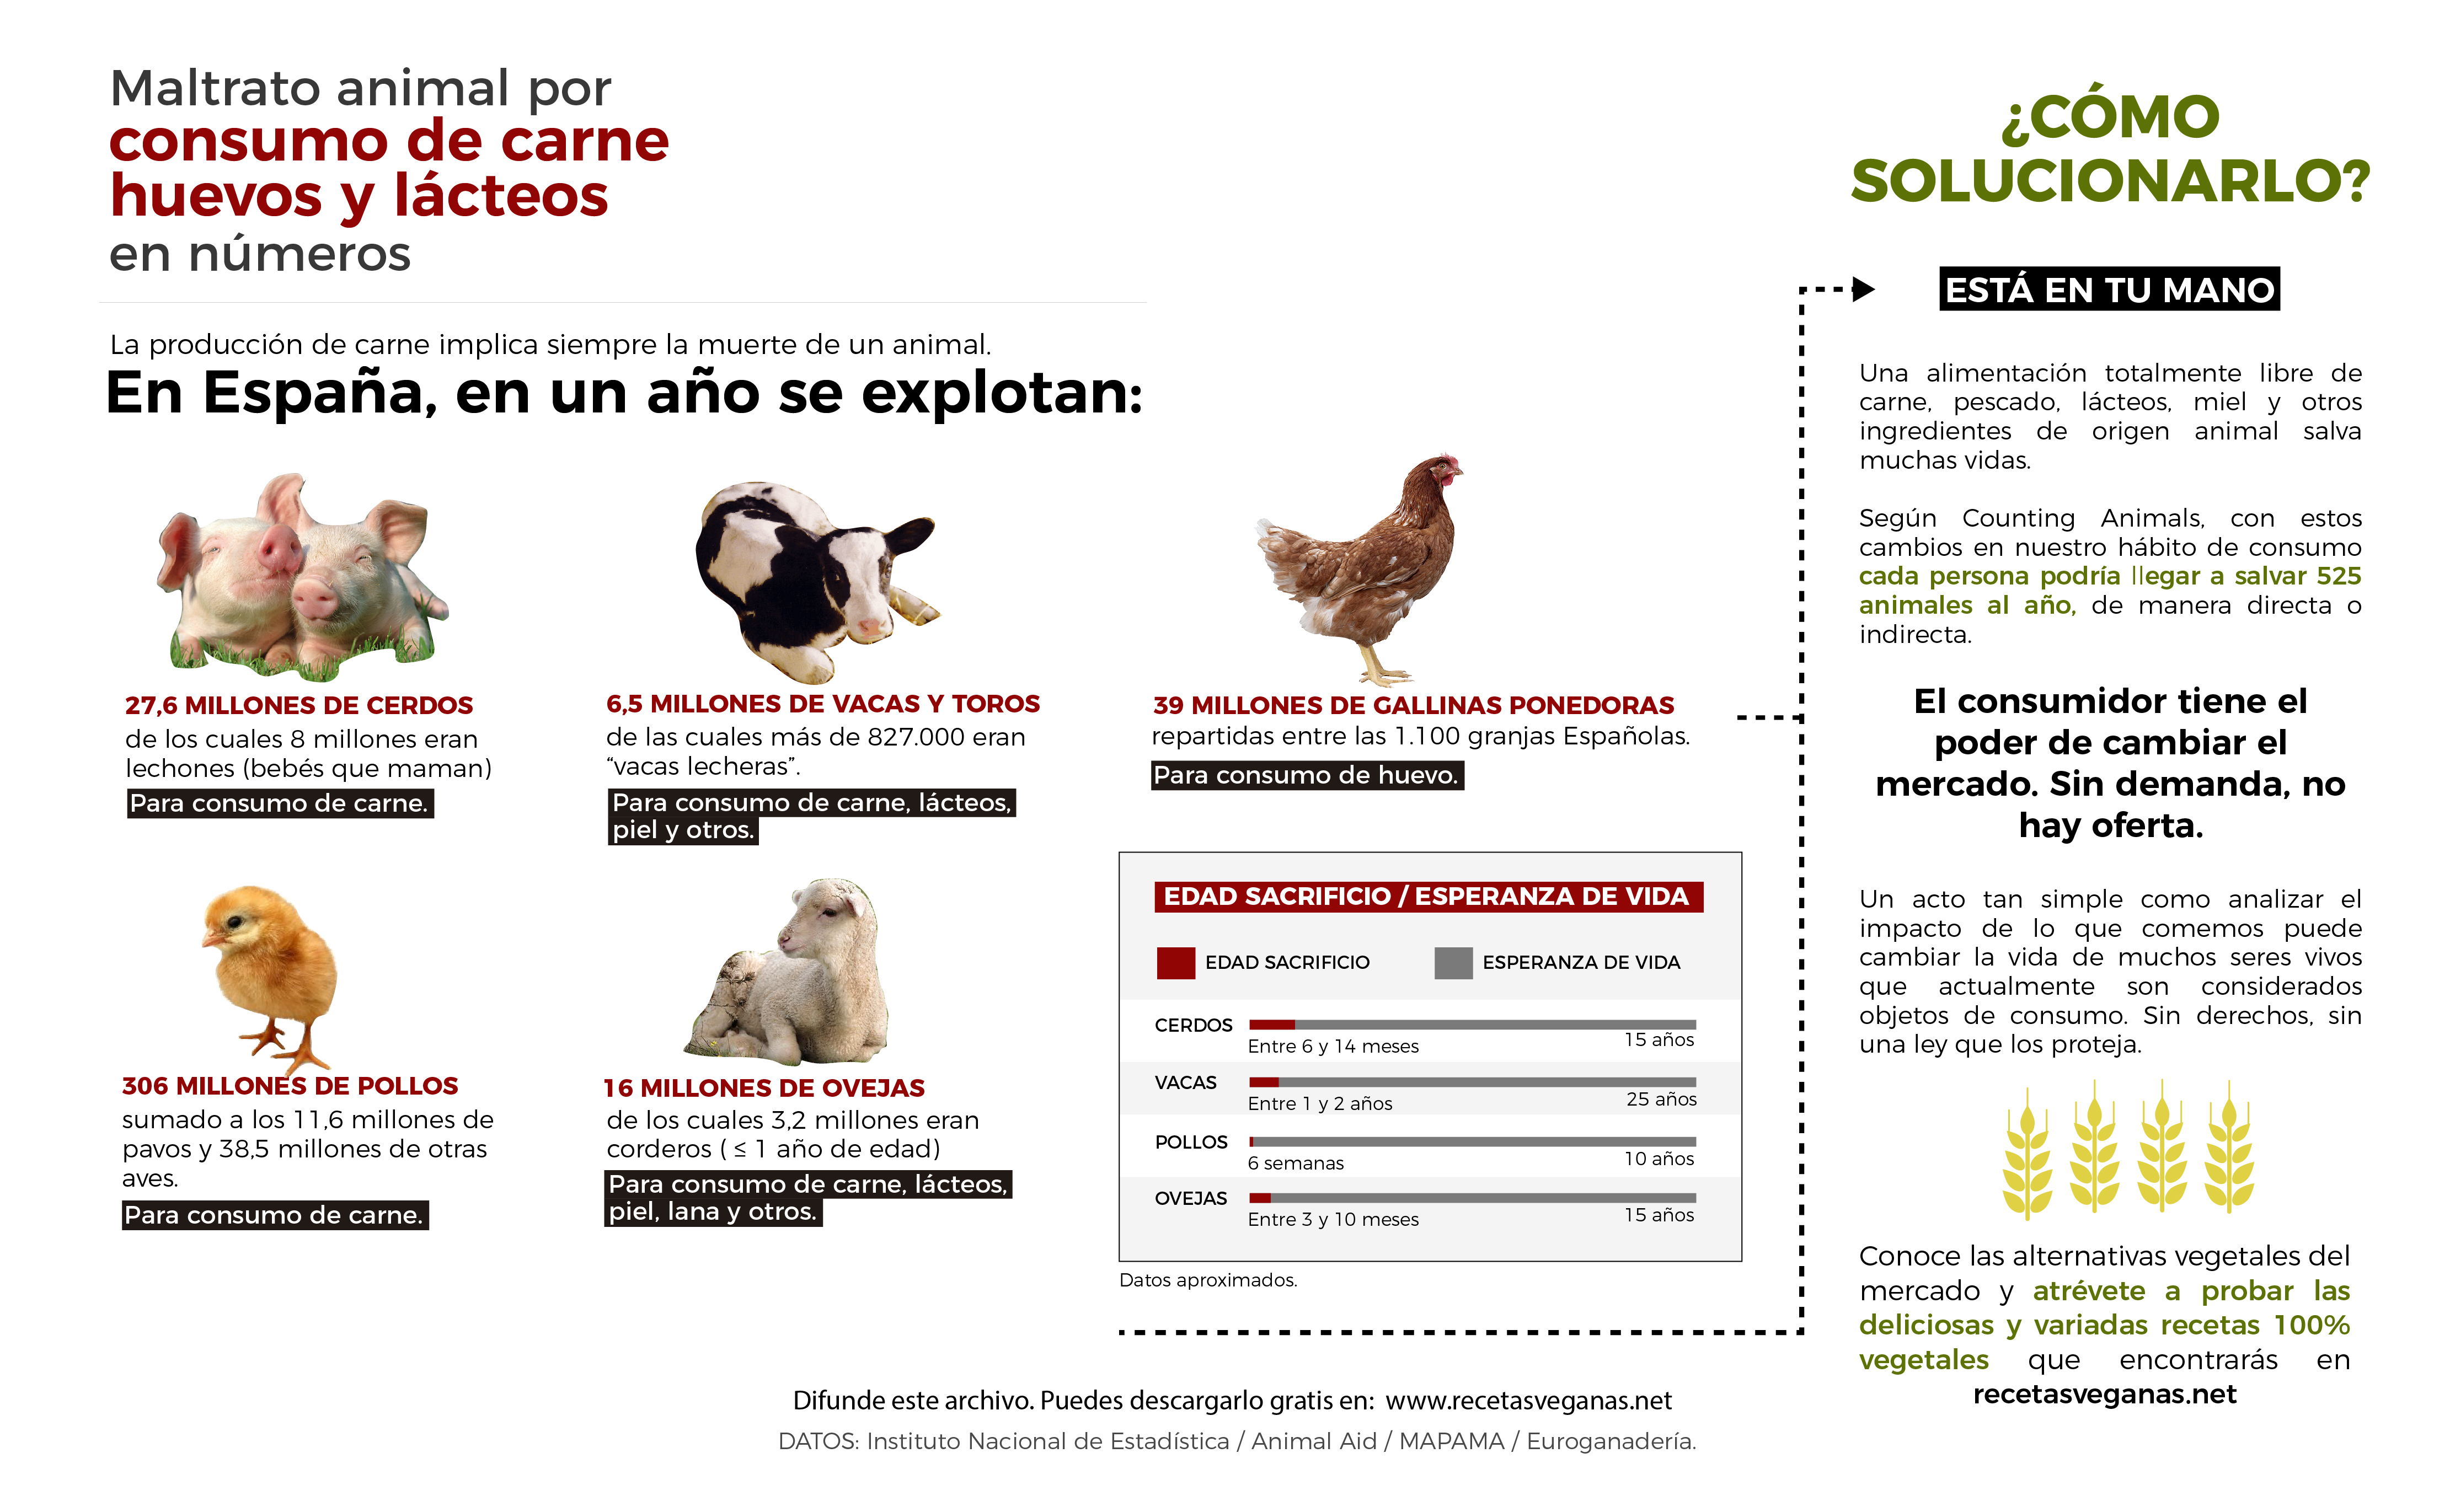 Maltrato animal por
consumo de carne
huevos y lácteos
en números
La producción de carne implica siempre la muerte de un animal.
En España, en un año se explotan:
27,6 MILLONES DE CERDOS
de los cuales 8 millones eran
lechones (bebés que maman)
Para consumo de carne.
6,5 MILLONES DE VACAS Y TOROS
de las cuales más de 827.000 eran
“vacas lecheras”.
Para consumo de carne, lácteos,
piel y otros.
39 MILLONES DE GALLINAS PONEDORAS
repartidas entre las 1.100 granjas Españolas.
Para consumo de huevo.
306 MILLONES DE POLLOS
sumado a los 11,6 millones de
pavos y 38,5 millones de otras
aves.
Para consumo de carne.
16 MILLONES DE OVEJAS
de los cuales 3,2 millones eran
corderos ( ≤ 1 año de edad)
Para consumo de carne, lácteos,
piel, lana y otros.
EDAD SACRIFICIO / ESPERANZA DE VIDA
EDAD SACRIFICIO ESPERANZA DE VIDA
CERDOS
Entre 6 y 14 meses 15 años
VACAS
Entre 1 y 2 años 25 años
POLLOS
6 semanas 10 años
OVEJAS
Entre 3 y 10 meses 15 años
Datos aproximados.
¿CÓMO
SOLUCIONARLO?
ESTÁ EN TU MANO
Una alimentación totalmente libre de
carne, pescado, lácteos, miel y otros
ingredientes de origen animal salva
muchas vidas.
Según Counting Animals, con estos
cambios en nuestro hábito de consumo
cada persona podría llegar a salvar 525
animales al año, de manera directa o
indirecta.
El consumidor tiene el
poder de cambiar el
mercado. Sin demanda, no
hay oferta.
Un acto tan simple como analizar el
impacto de lo que comemos puede
cambiar la vida de muchos seres vivos
que actualmente son considerados
objetos de consumo. Sin derechos, sin
una ley que los proteja.
Conoce las alternativas vegetales del
mercado y atrévete a probar las
deliciosas y variadas recetas 100%
vegetales que encontrarás en
recetasveganas.net
Difunde este archivo. Puedes descargarlo gratis en: www.recetasveganas.net
DATOS: Instituto Nacional de Estadística / Animal Aid / MAPAMA / Euroganadería.